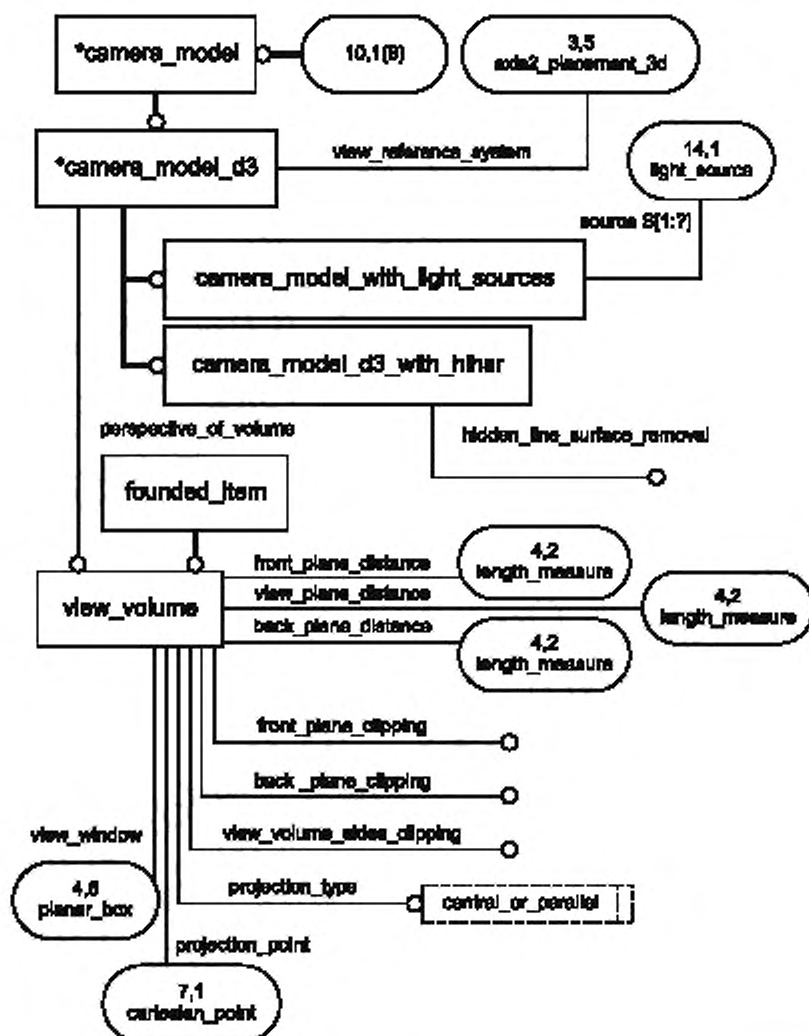 *camera_model
10,1(8)
3,5
axis2_placement_3d
*camera_model_d3
view_reference_system
14,1
light_source
source S[1:?]
camera_model_with_light_sources
camera_model_d3_with_hlhsr
perspective_of_volume
hidden_line_surface_removal
founded_item
front_plane_distance
4,2
length_measure
view_volume
view_plane_distance
4,2
length_measure
back_plane_distance
4,2
length_measure
front_plane_clipping
back _plane_clipping
view_volume_sides_clipping
view_window
4,6
planar_box
projection_type
central_or_parallel
projection_point
7,1
cartesian_point